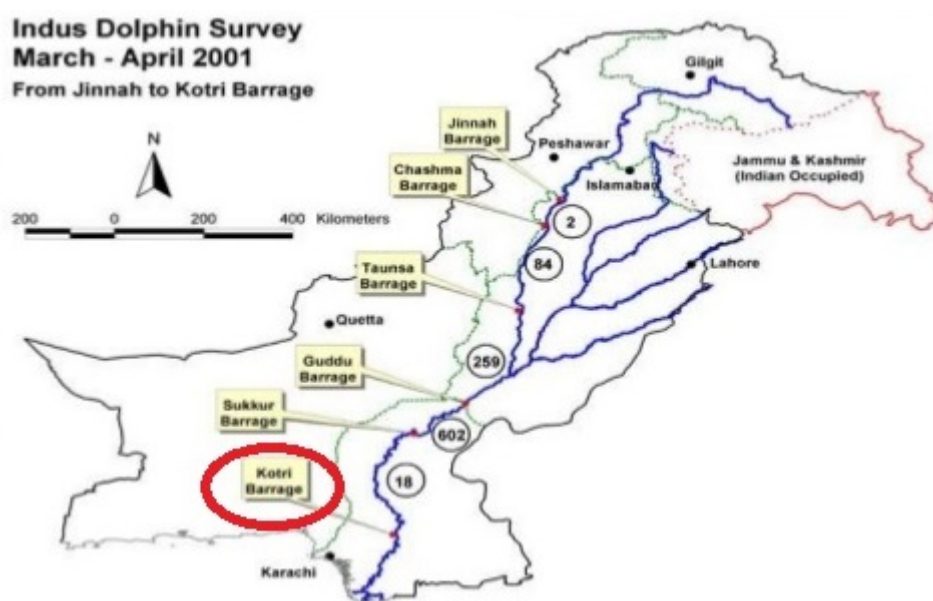 Indus Dolphin Survey
March - April 2001
From Jinnah to Kotri Barrage
N
200 0 200 400 Kilometers
Gilgit
Jinnah
Barrage
Peshawar
Chashma
Barrage
Islamabad
Jammu & Kashmir
(Indian Occupied)
2
84
Lahore
Taunsa
Barrage
Quetta
259
Guddu
Barrage
Sukkur
Barrage
602
Kotri
Barrage
18
Karachi